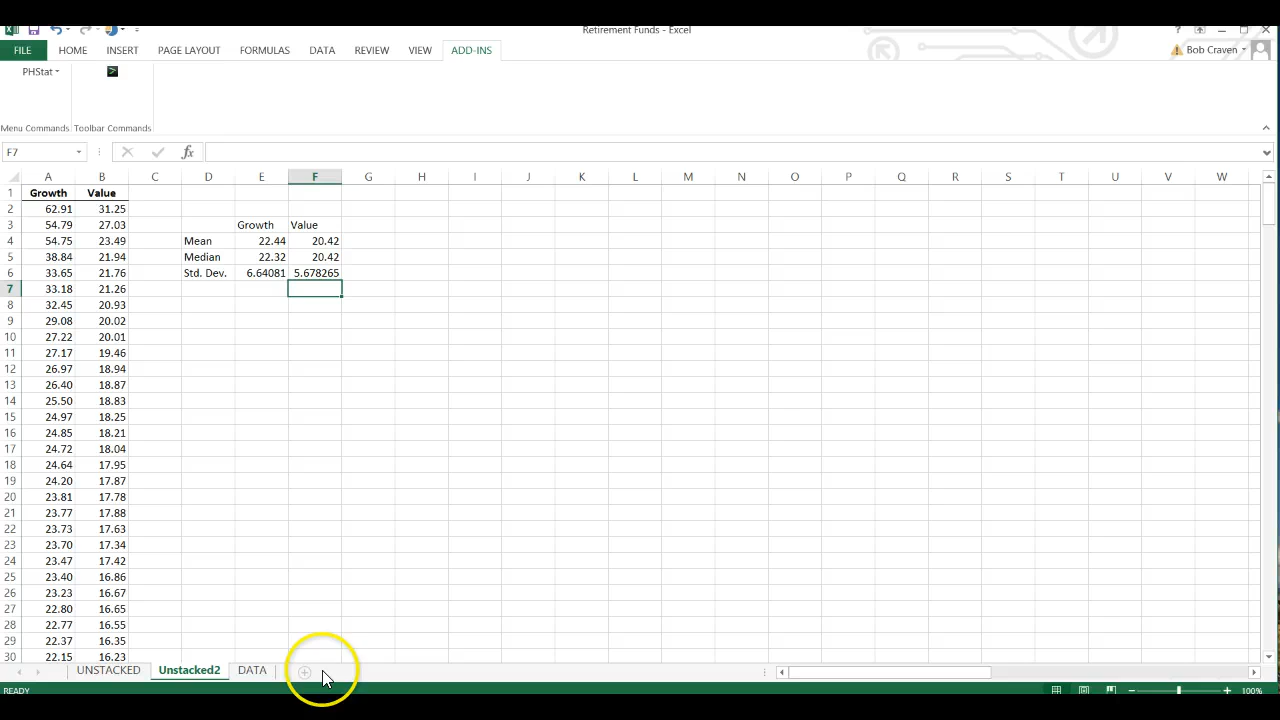 Retirement Funds - Excel
FILE HOME INSERT PAGE LAYOUT FORMULAS DATA REVIEW VIEW ADD-INS Bob Craven
PHStat
Menu Commands Toolbar Commands
F7 fx
A B C D E F G H I J K L M N O P Q R S T U V W
1 Growth Value
2 62.91 31.25
3 54.79 27.03 Growth Value
4 54.75 23.49 Mean 22.44 20.42
5 38.84 21.94 Median 22.32 20.42
6 33.65 21.76 Std. Dev. 6.64081 5.678265
7 33.18 21.26
8 32.45 20.93
9 29.08 20.02
10 27.22 20.01
11 27.17 19.46
12 26.97 18.94
13 26.40 18.87
14 25.50 18.83
15 24.97 18.25
16 24.85 18.21
17 24.72 18.04
18 24.64 17.95
19 24.20 17.87
20 23.81 17.78
21 23.77 17.88
22 23.73 17.63
23 23.70 17.34
24 23.47 17.42
25 23.40 16.86
26 23.23 16.67
27 22.80 16.65
28 22.77 16.55
29 22.37 16.35
30 22.15 16.23
UNSTACKED Unstacked2 DATA
READY 100%